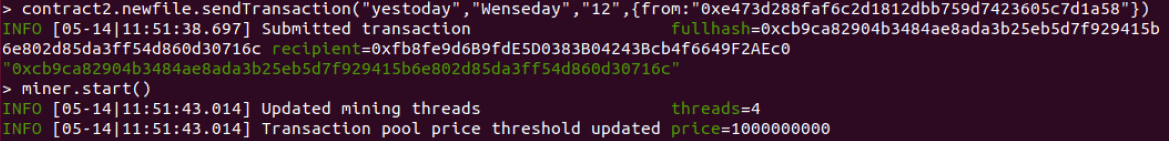 > contract2.newfile.sendTransaction("yestoday","Wenseday","12",{from:"0xe473d288faf6c2d1812dbb759d7423605c7d1a58"})
INFO [05-14|11:51:38.697] Submitted transaction fullhash=0xcb9ca82904b3484ae8ada3b25eb5d7f929415b
6e802d85da3ff54d860d30716c recipient=0xfb8fe9d6B9fdE5D0383B04243Bcb4f6649F2AEc0
"0xcb9ca82904b3484ae8ada3b25eb5d7f929415b6e802d85da3ff54d860d30716c"
> miner.start()
INFO [05-14|11:51:43.014] Updated mining threads threads=4
INFO [05-14|11:51:43.014] Transaction pool price threshold updated price=1000000000